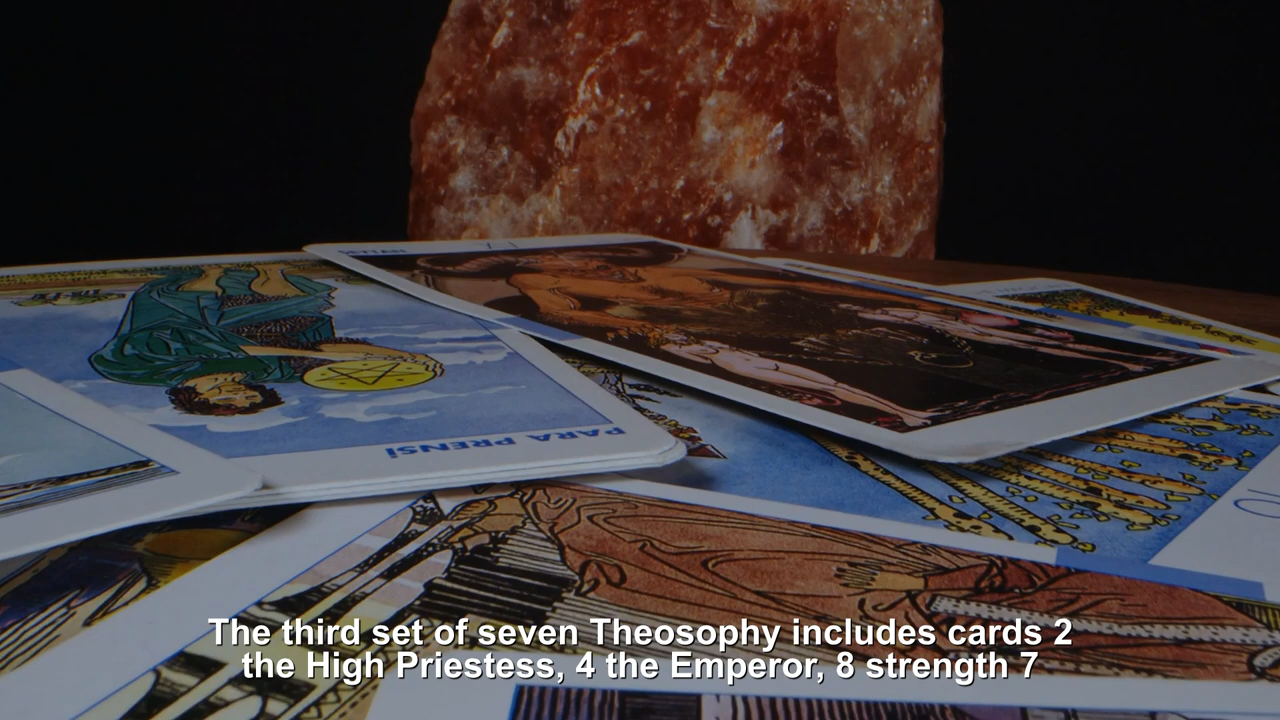 PARA PRENSİ
The third set of seven Theosophy includes cards 2
the High Priestess, 4 the Emperor, 8 strength 7